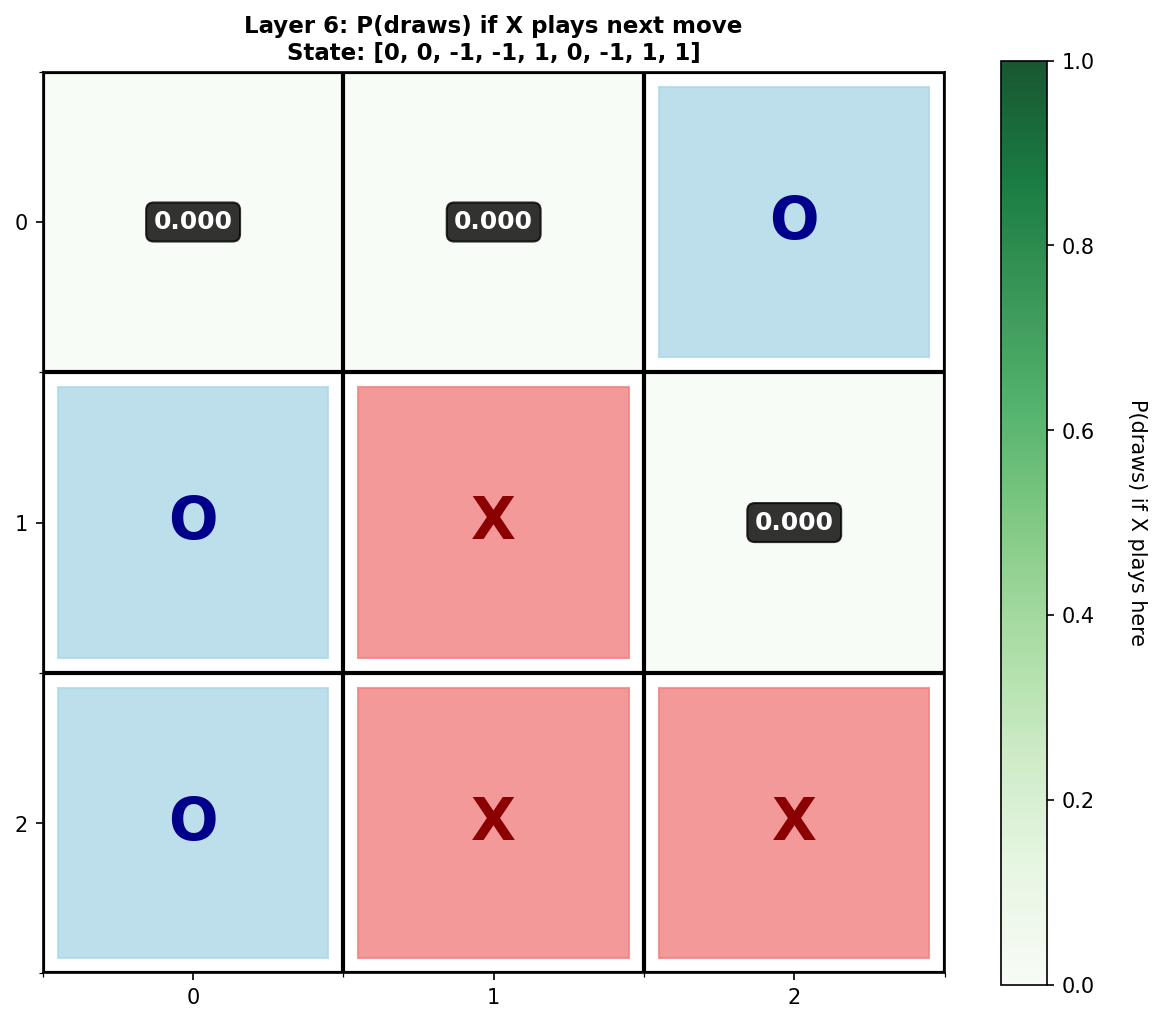 Layer 6: P(draws) if X plays next move
State: [0, 0, -1, -1, 1, 0, -1, 1, 1]
0
0.000
0.000
O
1
O
X
0.000
2
O
X
X
0
1
2
1.0
0.8
0.6
0.4
0.2
0.0
P(draws) if X plays here